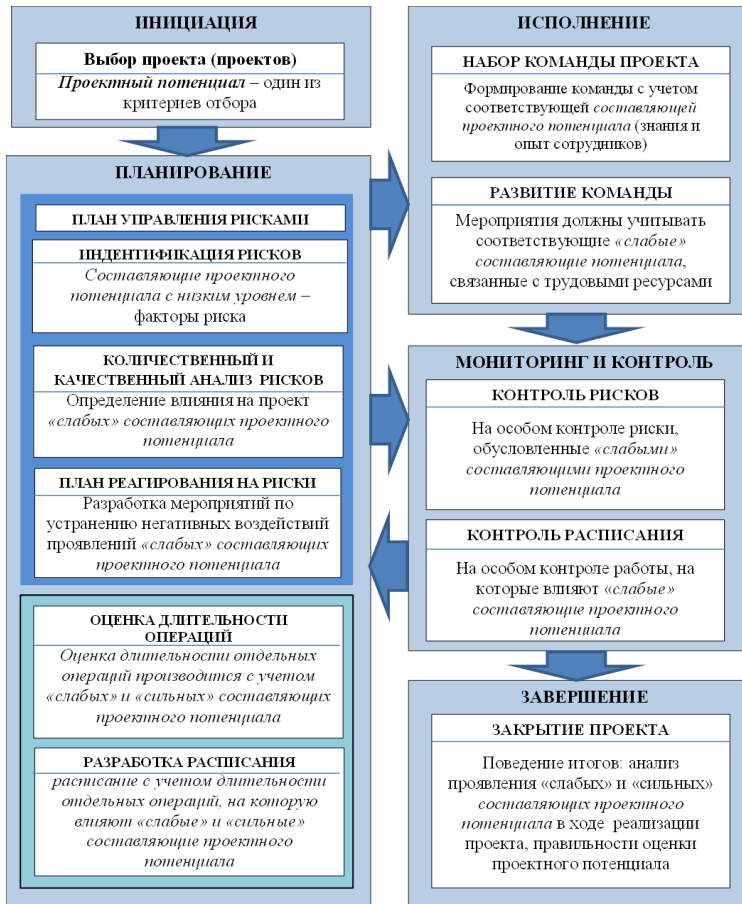 ИНИЦИАЦИЯ
Выбор проекта (проектов)
Проектный потенциал – один из
критериев отбора
ПЛАНИРОВАНИЕ
ПЛАН УПРАВЛЕНИЯ РИСКАМИ
ИНДЕНТИФИКАЦИЯ РИСКОВ
Составляющие проектного
потенциала с низким уровнем –
факторы риска
КОЛИЧЕСТВЕННЫЙ И
КАЧЕСТВЕННЫЙ АНАЛИЗ РИСКОВ
Определение влияния на проект
«слабых» составляющих проектного
потенциала
ПЛАН РЕАГИРОВАНИЯ НА РИСКИ
Разработка мероприятий по
устранению негативных воздействий
проявлений «слабых» составляющих
проектного потенциала
ОЦЕНКА ДЛИТЕЛЬНОСТИ
ОПЕРАЦИЙ
Оценка длительности отдельных
операций производится с учетом
«слабых» и «сильных» составляющих
проектного потенциала
РАЗРАБОТКА РАСПИСАНИЯ
расписание с учетом длительности
отдельных операций, на которую
влияют «слабые» и «сильные»
составляющие проектного
потенциала
ИСПОЛНЕНИЕ
НАБОР КОМАНДЫ ПРОЕКТА
Формирование команды с учетом
соответствующей составляющей
проектного потенциала (знания и
опыт сотрудников)
РАЗВИТИЕ КОМАНДЫ
Мероприятия должны учитывать
соответствующие «слабые»
составляющие потенциала,
связанные с трудовыми ресурсами
МОНИТОРИНГ И КОНТРОЛЬ
КОНТРОЛЬ РИСКОВ
На особом контроле риски,
обусловленные «слабыми»
составляющими проектного
потенциала
КОНТРОЛЬ РАСПИСАНИЯ
На особом контроле работы, на
которые влияют «слабые»
составляющие проектного
потенциала
ЗАВЕРШЕНИЕ
ЗАКРЫТИЕ ПРОЕКТА
Поведение итогов: анализ
проявления «слабых» и «сильных»
составляющих проектного
потенциала в ходе реализации
проекта, правильности оценки
проектного потенциала